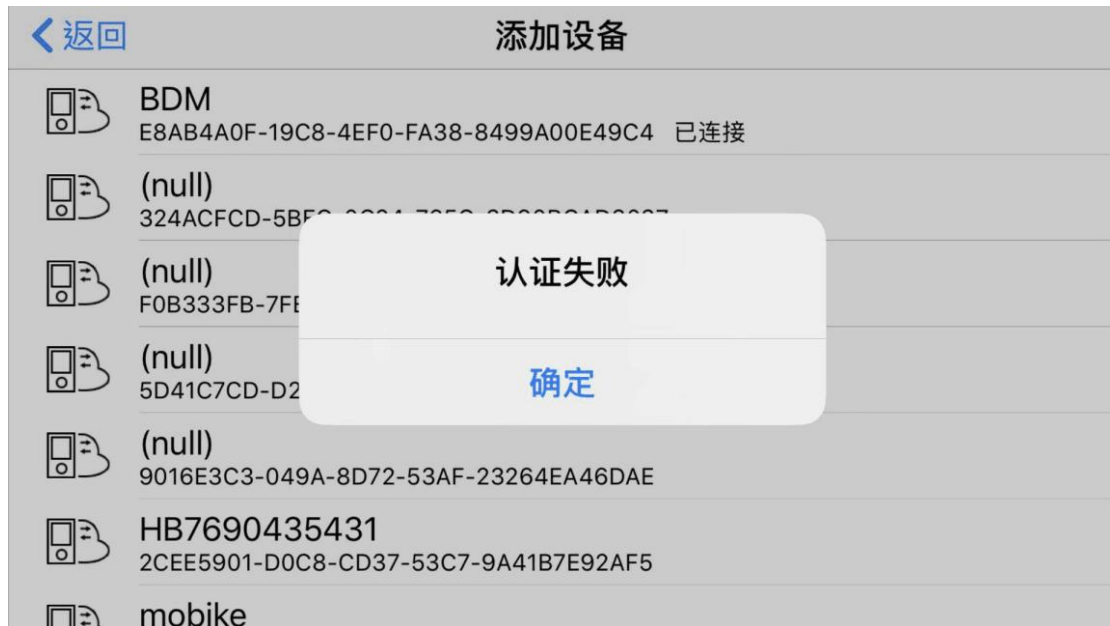 返回
添加设备
BDM
E8AB4A0F-19C8-4EF0-FA38-8499A00E49C4 已连接
(null)
324ACFCD-5B
(null)
F0B333FB-7F
(null)
5D41C7CD-D2
(null)
9016E3C3-049A-8D72-53AF-23264EA46DAE
HB7690435431
2CEE5901-D0C8-CD37-53C7-9A41B7E92AF5
mobike
认证失败
确定